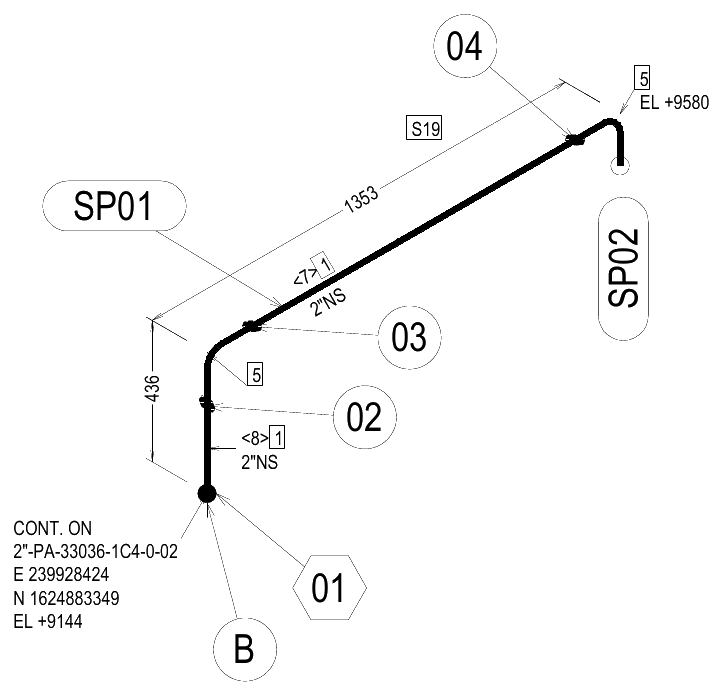 04
5
EL +9580
S19
1353
SP01
SP02
<7> 1
2"NS
03
5
436
02
<8> 1
2"NS
CONT. ON
2"-PA-33036-1C4-0-02
E 239928424
N 1624883349
EL +9144
01
B